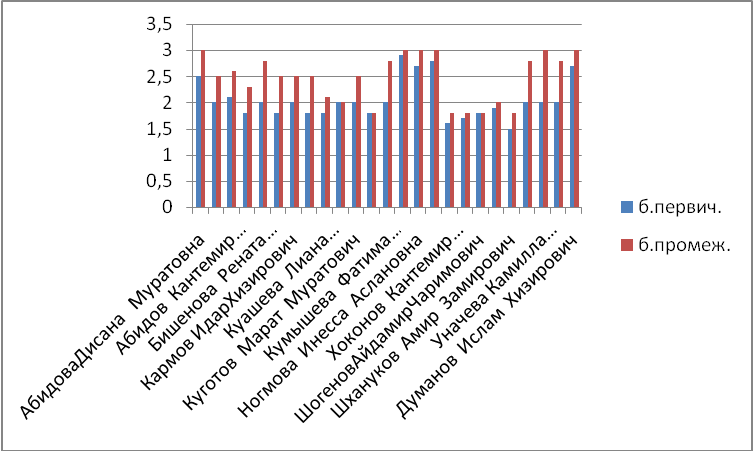 3,5
3
2,5
2
1,5
1
0,5
0
б.первич.
б.промеж.
АбидоваДисана Муратовна
Абидов Кантемир...
Бишенова Рената...
Кармов ИдарХизирович
Куашева Лиана...
Куготов Марат Муратович
Кумышева Фатима...
Ногмова Инесса Аслановна
Хоконов Кантемир...
ШогеновАйдамирЧаримович
Шхануков Амир Замирович
Уначева Камилла...
Думанов Ислам Хизирович